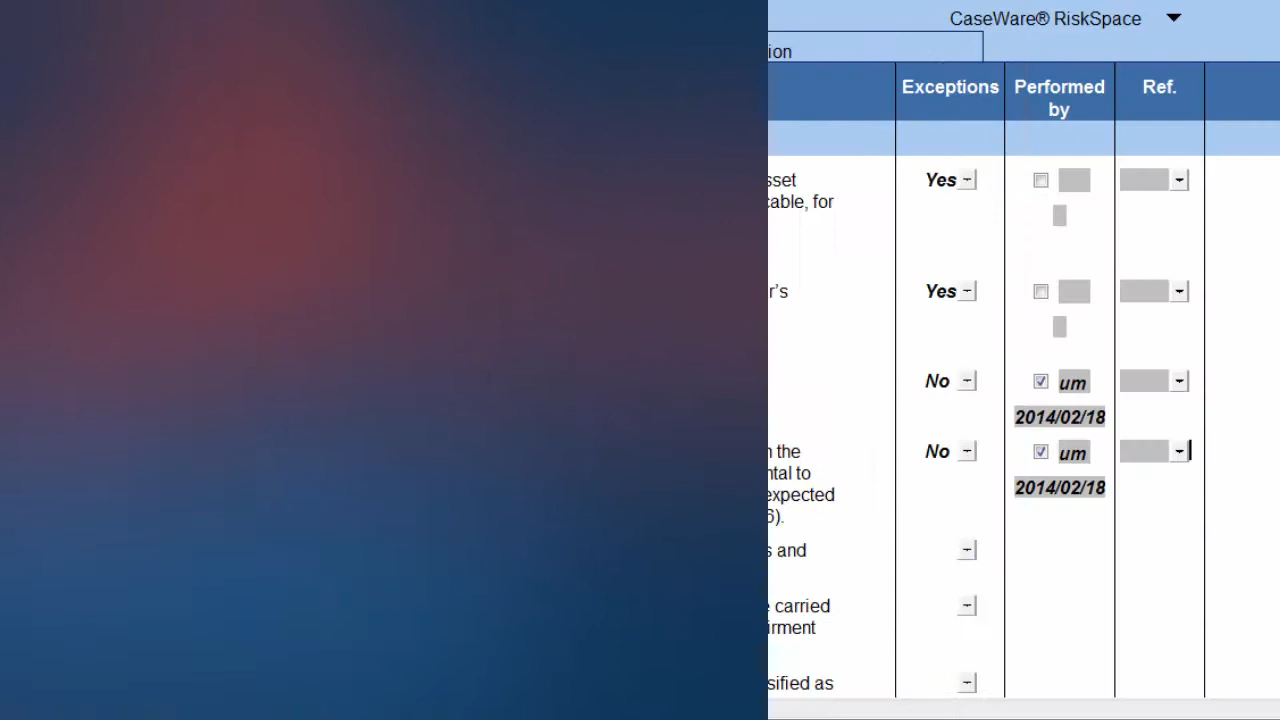 CaseWare® RiskSpace
ion
Exceptions Performed by Ref.
sset Yes
cable, for
r's Yes
No um
2014/02/18
n the No um
ntal to
expected 2014/02/18
6).
s and
e carried
irment
sified as